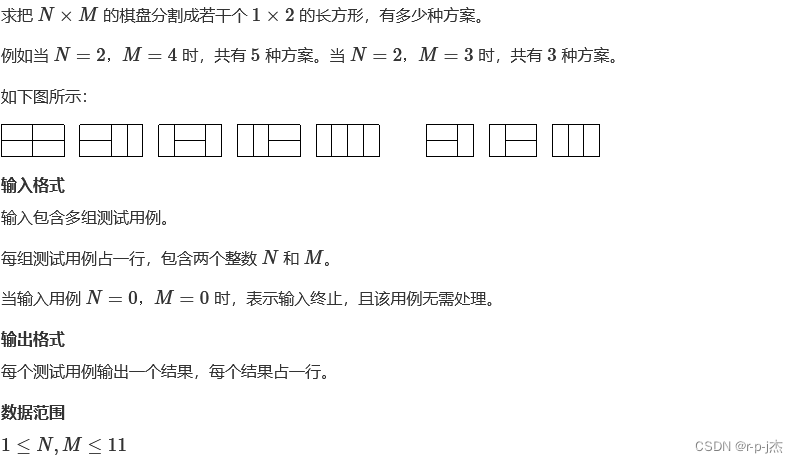 求把 N × M 的棋盘分割成若干个 1 × 2 的长方形，有多少种方案。
例如当 N = 2，M = 4 时，共有 5 种方案。当 N = 2，M = 3 时，共有 3 种方案。
如下图所示：
输入格式
输入包含多组测试用例。
每组测试用例占一行，包含两个整数 N 和 M。
当输入用例 N = 0，M = 0 时，表示输入终止，且该用例无需处理。
输出格式
每个测试用例输出一个结果，每个结果占一行。
数据范围
1 ≤ N, M ≤ 11
CSDN @r-p-j杰